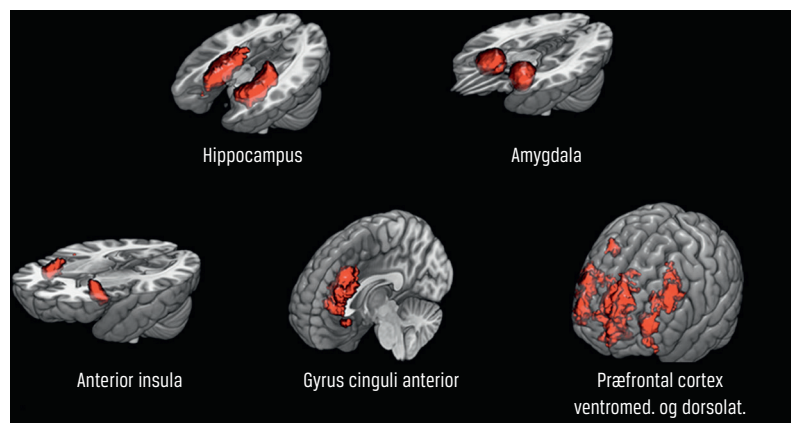 Hippocampus
Amygdala
Anterior insula
Gyrus cinguli anterior
Præfrontal cortex
ventromed. og dorsolat.